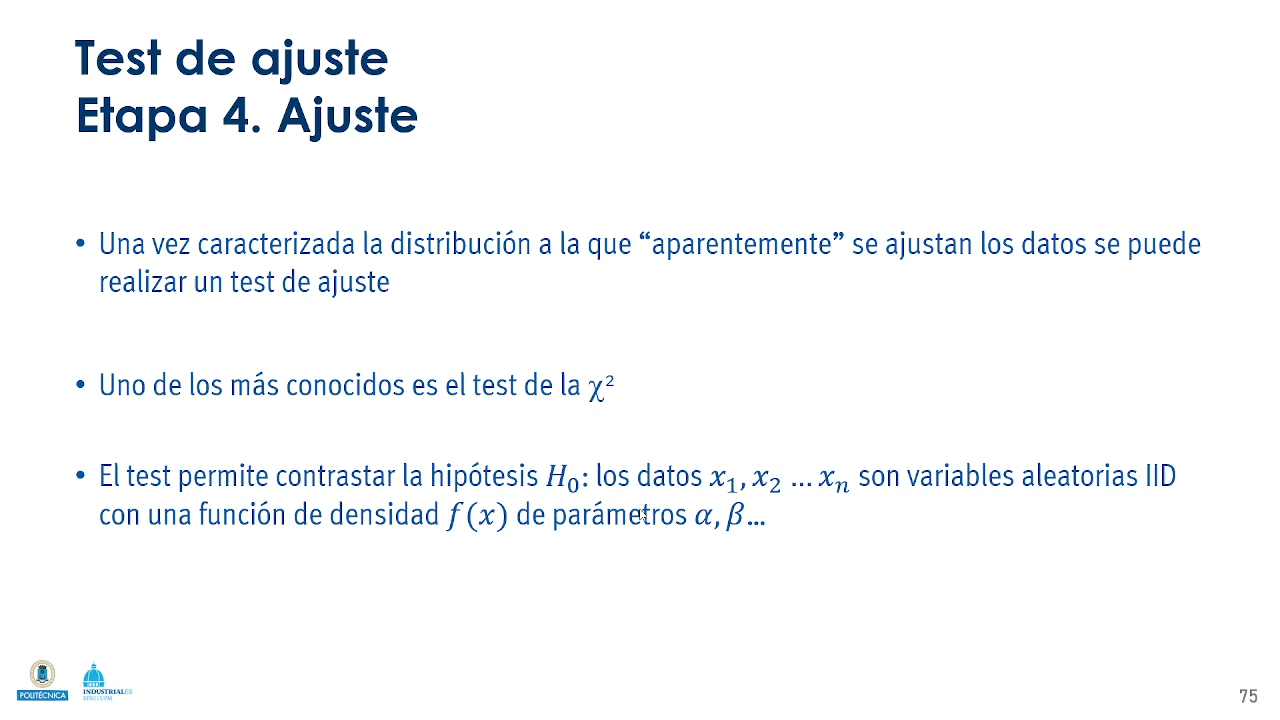 Test de ajuste
Etapa 4. Ajuste
• Una vez caracterizada la distribución a la que “aparentemente” se ajustan los datos se puede
realizar un test de ajuste
• Uno de los más conocidos es el test de la χ²
• El test permite contrastar la hipótesis H₀: los datos x₁, x₂ … xₙ son variables aleatorias IID
con una función de densidad f(x) de parámetros α, β…
POLITÉCNICA
INDUSTRIALES
ETSII | UPM
75